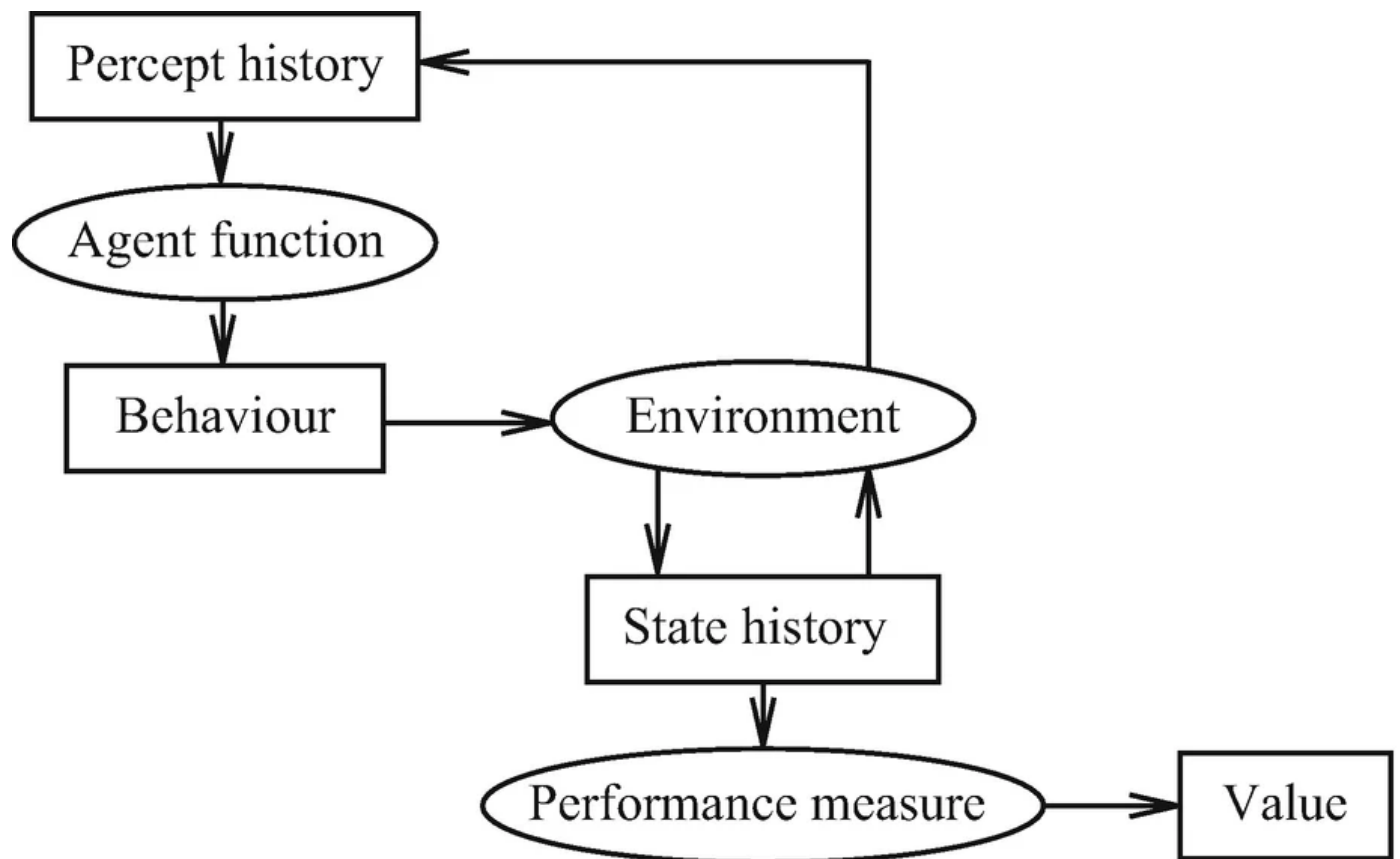 Percept history
Agent function
Behaviour
Environment
State history
Performance measure
Value